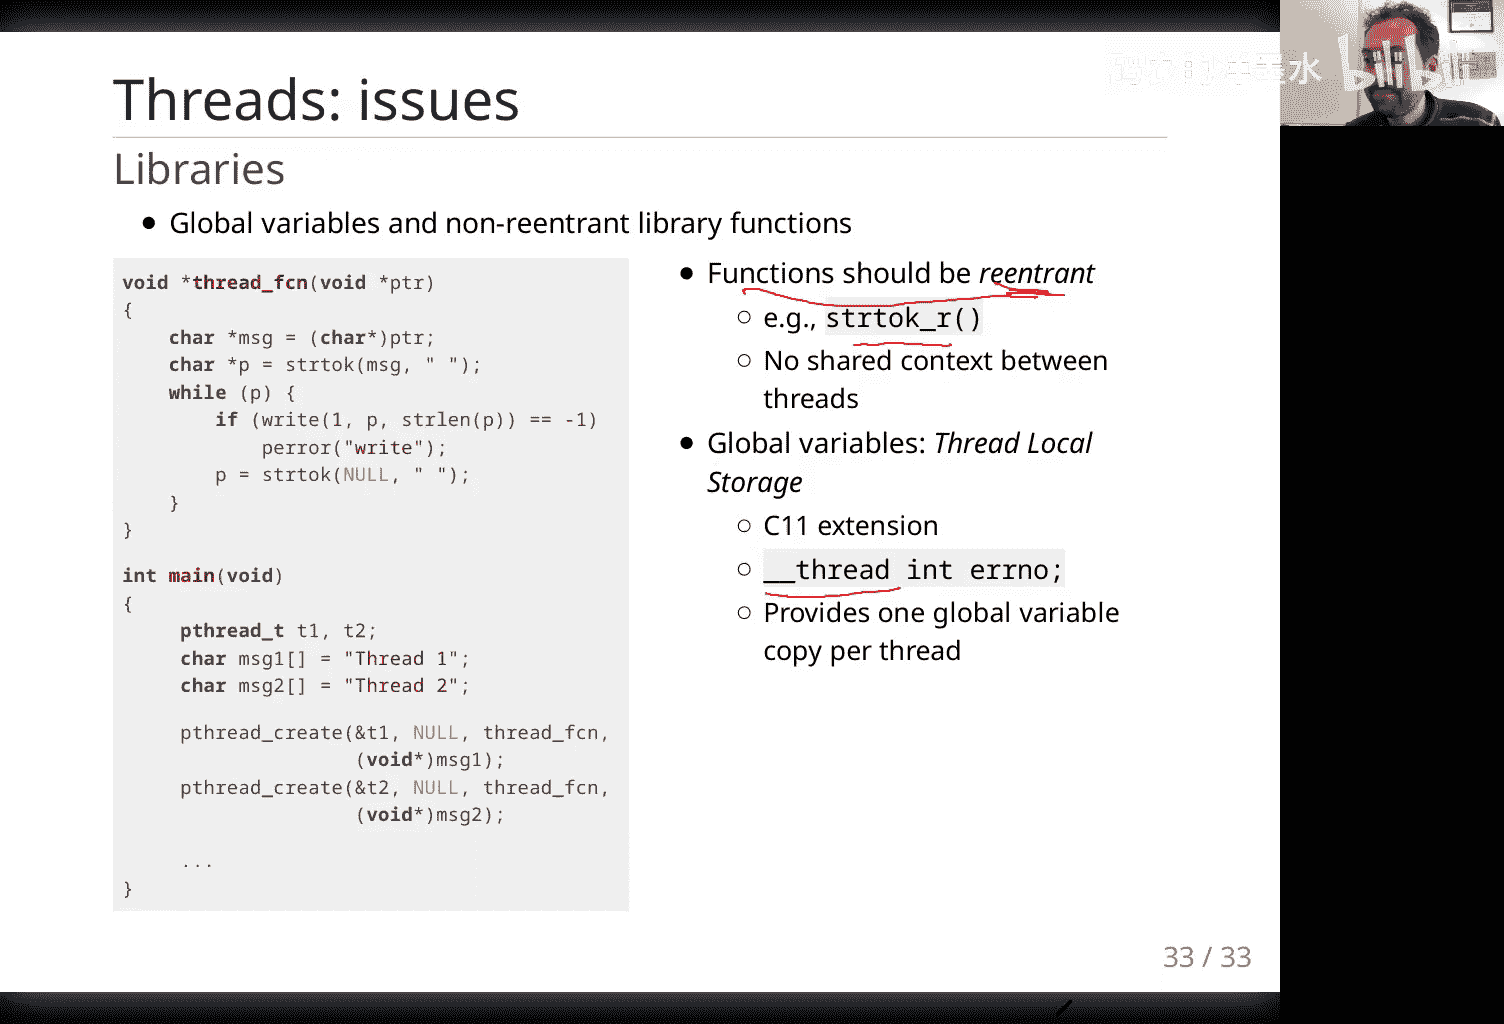 Threads: issues
Libraries
• Global variables and non-reentrant library functions
void *thread_fcn(void *ptr)
{
    char *msg = (char*)ptr;
    char *p = strtok(msg, " ");
    while (p) {
        if (write(1, p, strlen(p)) == -1)
            perror("write");
        p = strtok(NULL, " ");
    }
}
int main(void)
{
     pthread_t t1, t2;
     char msg1[] = "Thread 1";
     char msg2[] = "Thread 2";
     pthread_create(&t1, NULL, thread_fcn,
                    (void*)msg1);
     pthread_create(&t2, NULL, thread_fcn,
                    (void*)msg2);
     ...
}
• Functions should be reentrant
○ e.g., strtok_r()
○ No shared context between
threads
• Global variables: Thread Local
Storage
○ C11 extension
○ __thread int errno;
○ Provides one global variable
copy per thread
33 / 33
bilibili